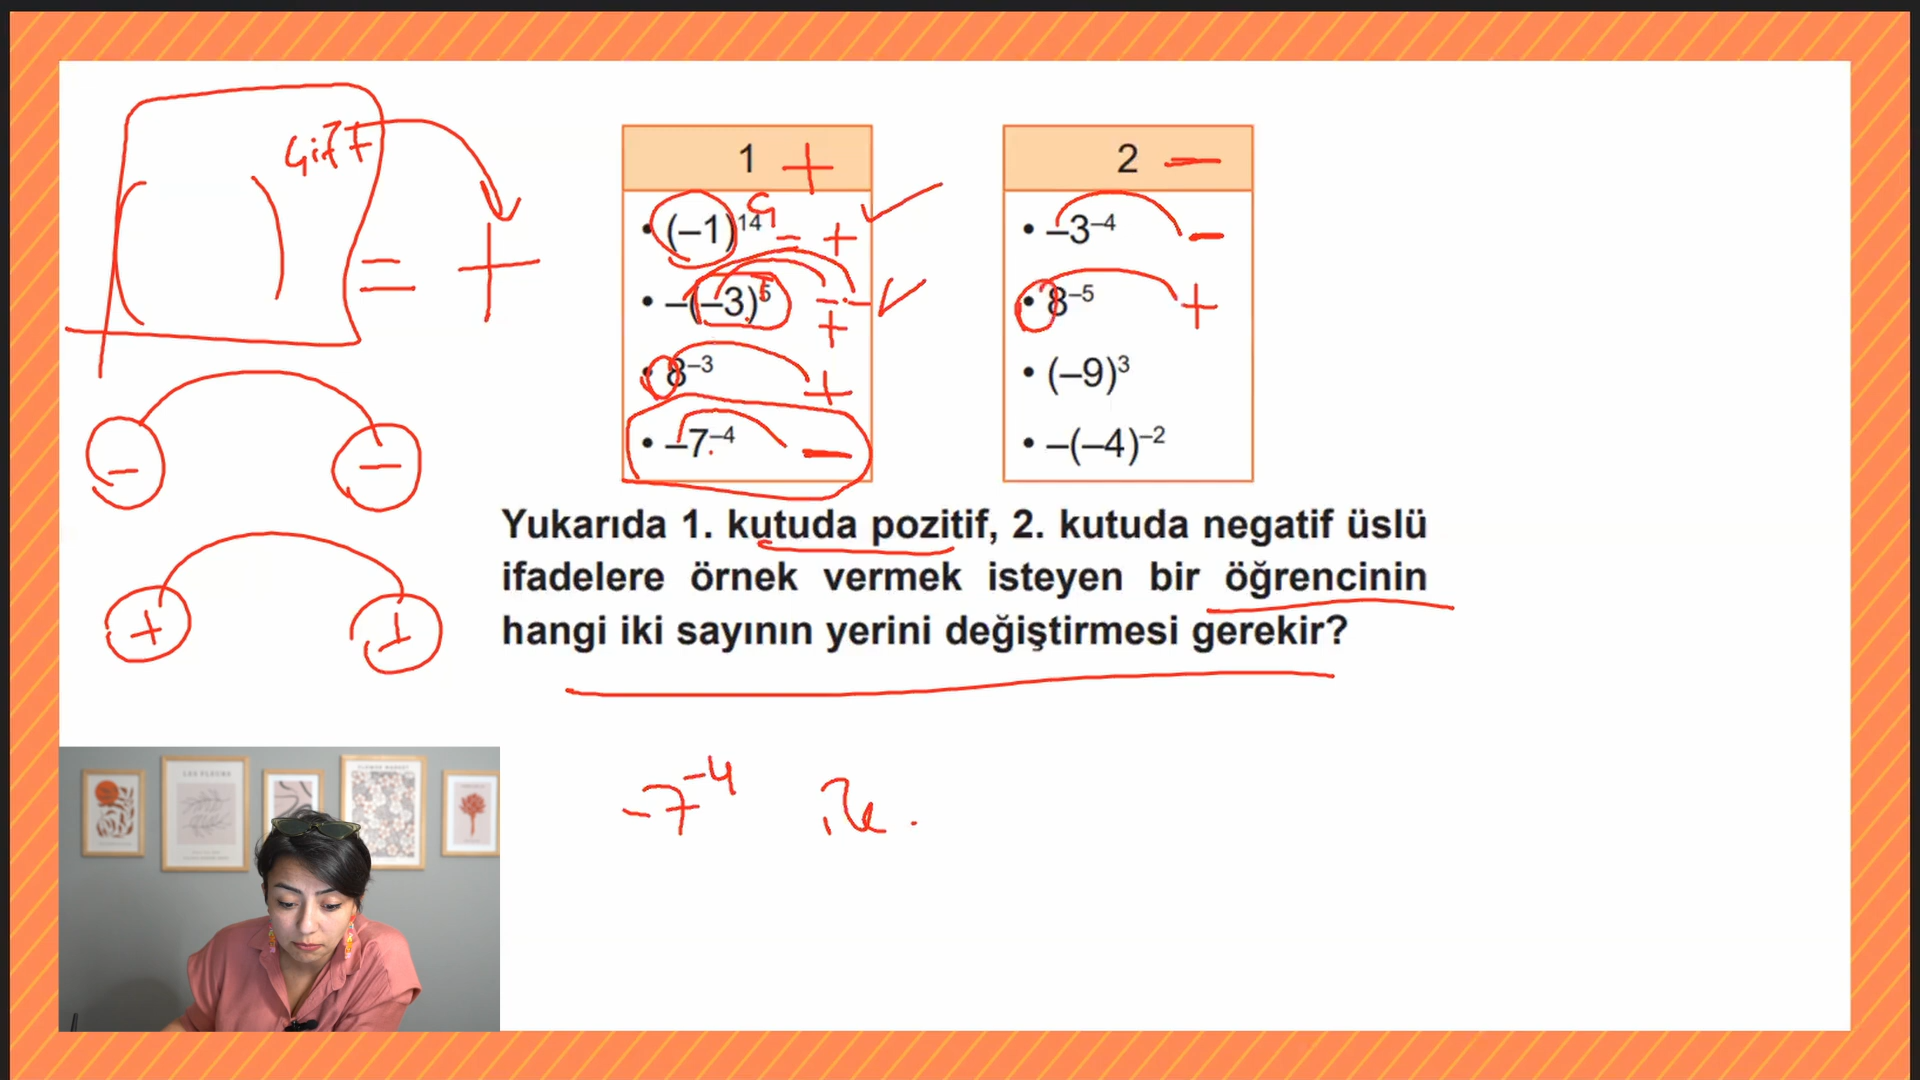 çift
1 +
• (–1)¹⁴ Ç = +
• –(–3)⁵ – – +
• 8⁻³ +
• –7⁻⁴ –
2 –
• –3⁻⁴ –
• 8⁻⁵ +
• (–9)³
• –(–4)⁻²
= +
– –
+ +
Yukarıda 1. kutuda pozitif, 2. kutuda negatif üslü
ifadelere örnek vermek isteyen bir öğrencinin
hangi iki sayının yerini değiştirmesi gerekir?
-7⁻⁴ ile